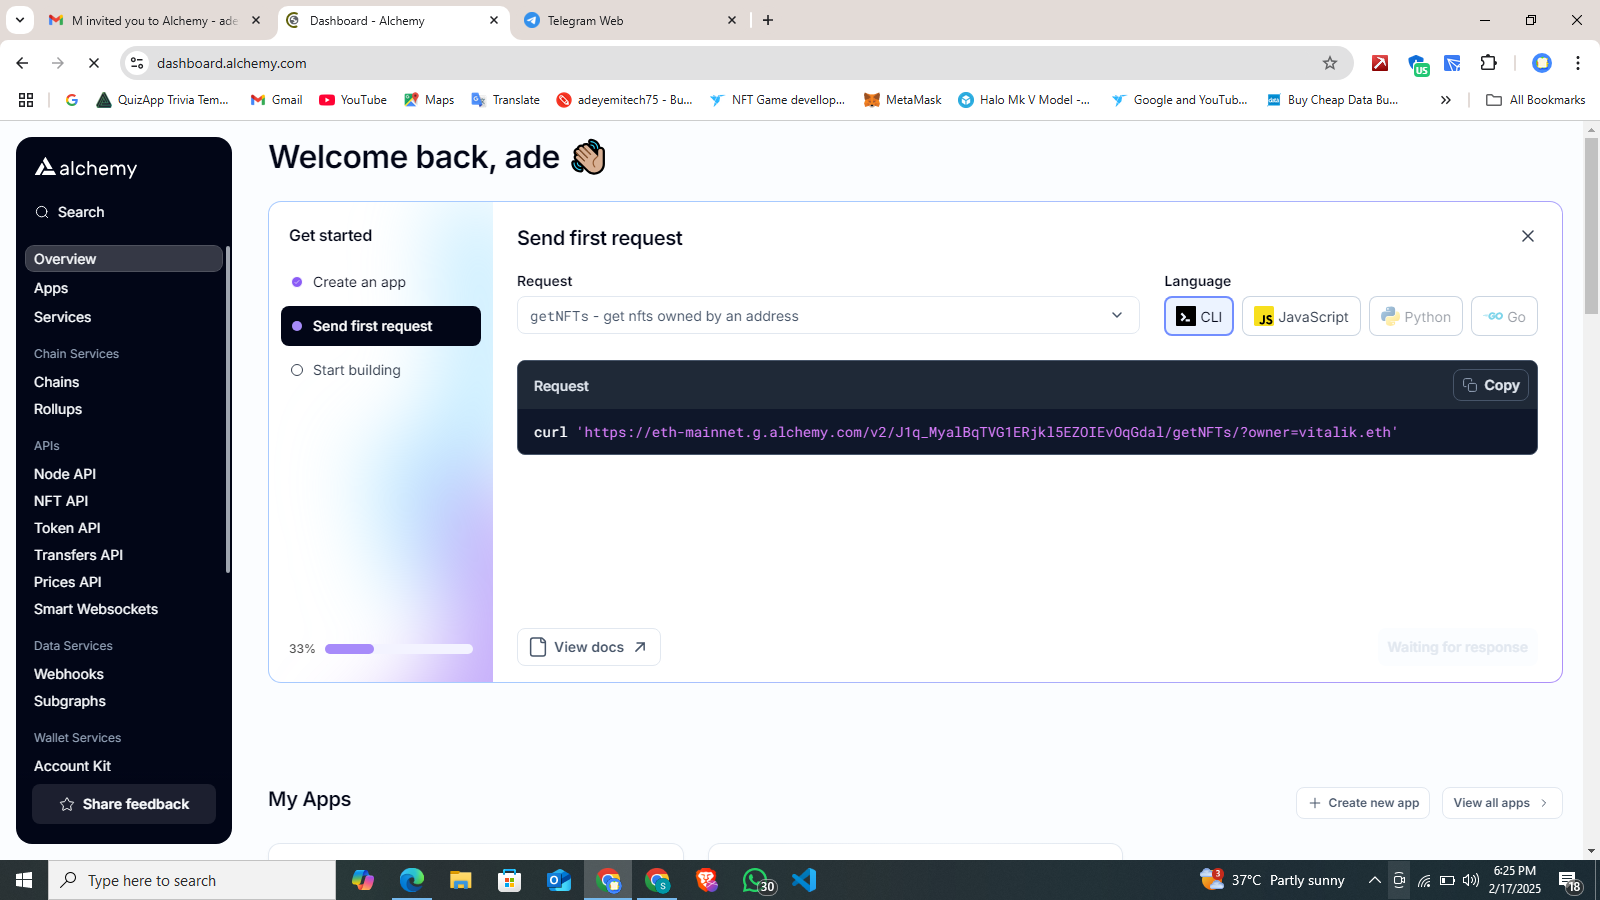 M invited you to Alchemy - ade
Dashboard - Alchemy
Telegram Web
dashboard.alchemy.com
US
QuizApp Trivia Tem...
Gmail
YouTube
Maps
Translate
adeyemitech75 - Bu...
NFT Game devellop...
MetaMask
Halo Mk V Model -...
Google and YouTub...
Buy Cheap Data Bu...
All Bookmarks
alchemy
Search
Overview
Apps
Services
Chain Services
Chains
Rollups
APIs
Node API
NFT API
Token API
Transfers API
Prices API
Smart Websockets
Data Services
Webhooks
Subgraphs
Wallet Services
Account Kit
Share feedback
Welcome back, ade
Get started
Create an app
Send first request
Start building
33%
Send first request
Request
getNFTs - get nfts owned by an address
Language
CLI
JS JavaScript
Python
GO Go
Request
Copy
curl 'https://eth-mainnet.g.alchemy.com/v2/J1q_MyalBqTVG1ERjkl5EZOIEvOqGdal/getNFTs/?owner=vitalik.eth'
View docs
Waiting for response
My Apps
Create new app
View all apps
Type here to search
S
30
3
37°C Partly sunny
6:25 PM
2/17/2025
18